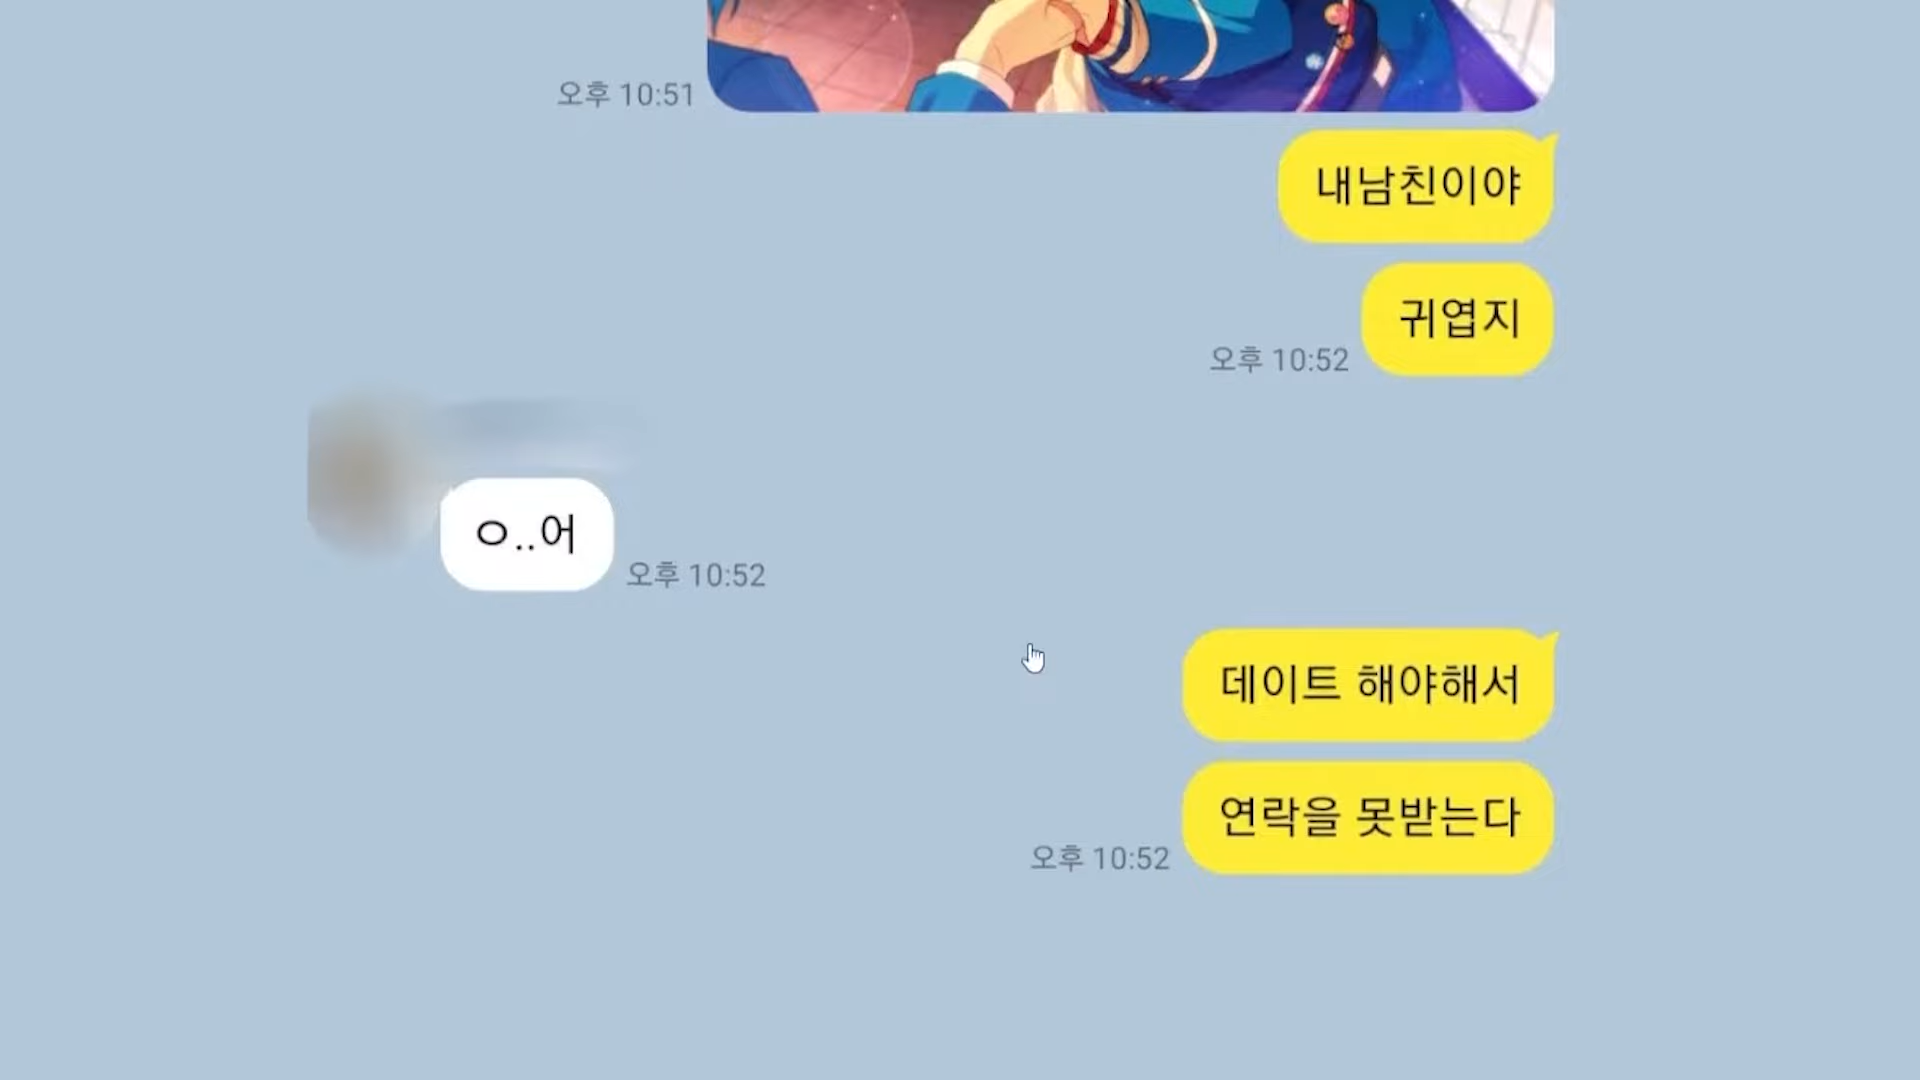 오후 10:51
내남친이야
귀엽지
오후 10:52
ㅇ..어
오후 10:52
데이트 해야해서
연락을 못받는다
오후 10:52